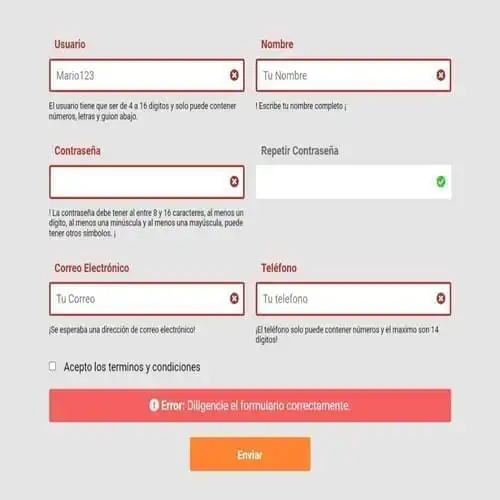 Usuario
Nombre
Mario123
Tu Nombre
El usuario tiene que ser de 4 a 16 dígitos y solo puede contener
números, letras y guion abajo.
! Escribe tu nombre completo ¡
Contraseña
Repetir Contraseña
! La contraseña debe tener al entre 8 y 16 caracteres, al menos un
dígito, al menos una minúscula y al menos una mayúscula, puede
tener otros símbolos. ¡
Correo Electrónico
Teléfono
Tu Correo
Tu telefono
¡Se esperaba una dirección de correo electrónico!
¡El teléfono solo puede contener números y el maximo son 14
dígitos!
Acepto los terminos y condiciones
Error: Diligencie el formulario correctamente.
Enviar